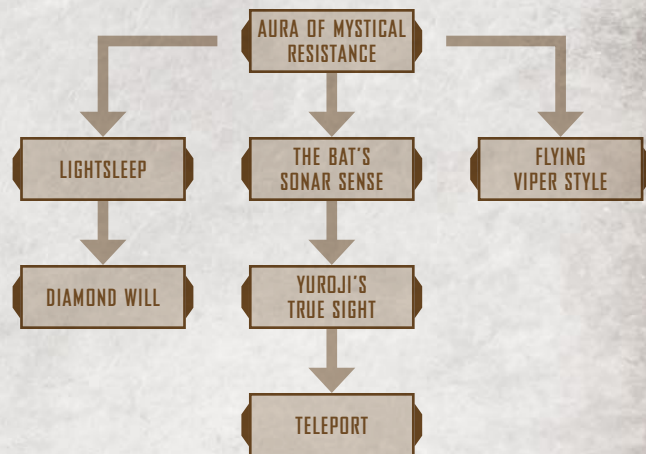 AURA OF MYSTICAL
RESISTANCE
LIGHTSLEEP
THE BAT'S
SONAR SENSE
FLYING
VIPER STYLE
DIAMOND WILL
YUROJI'S
TRUE SIGHT
TELEPORT